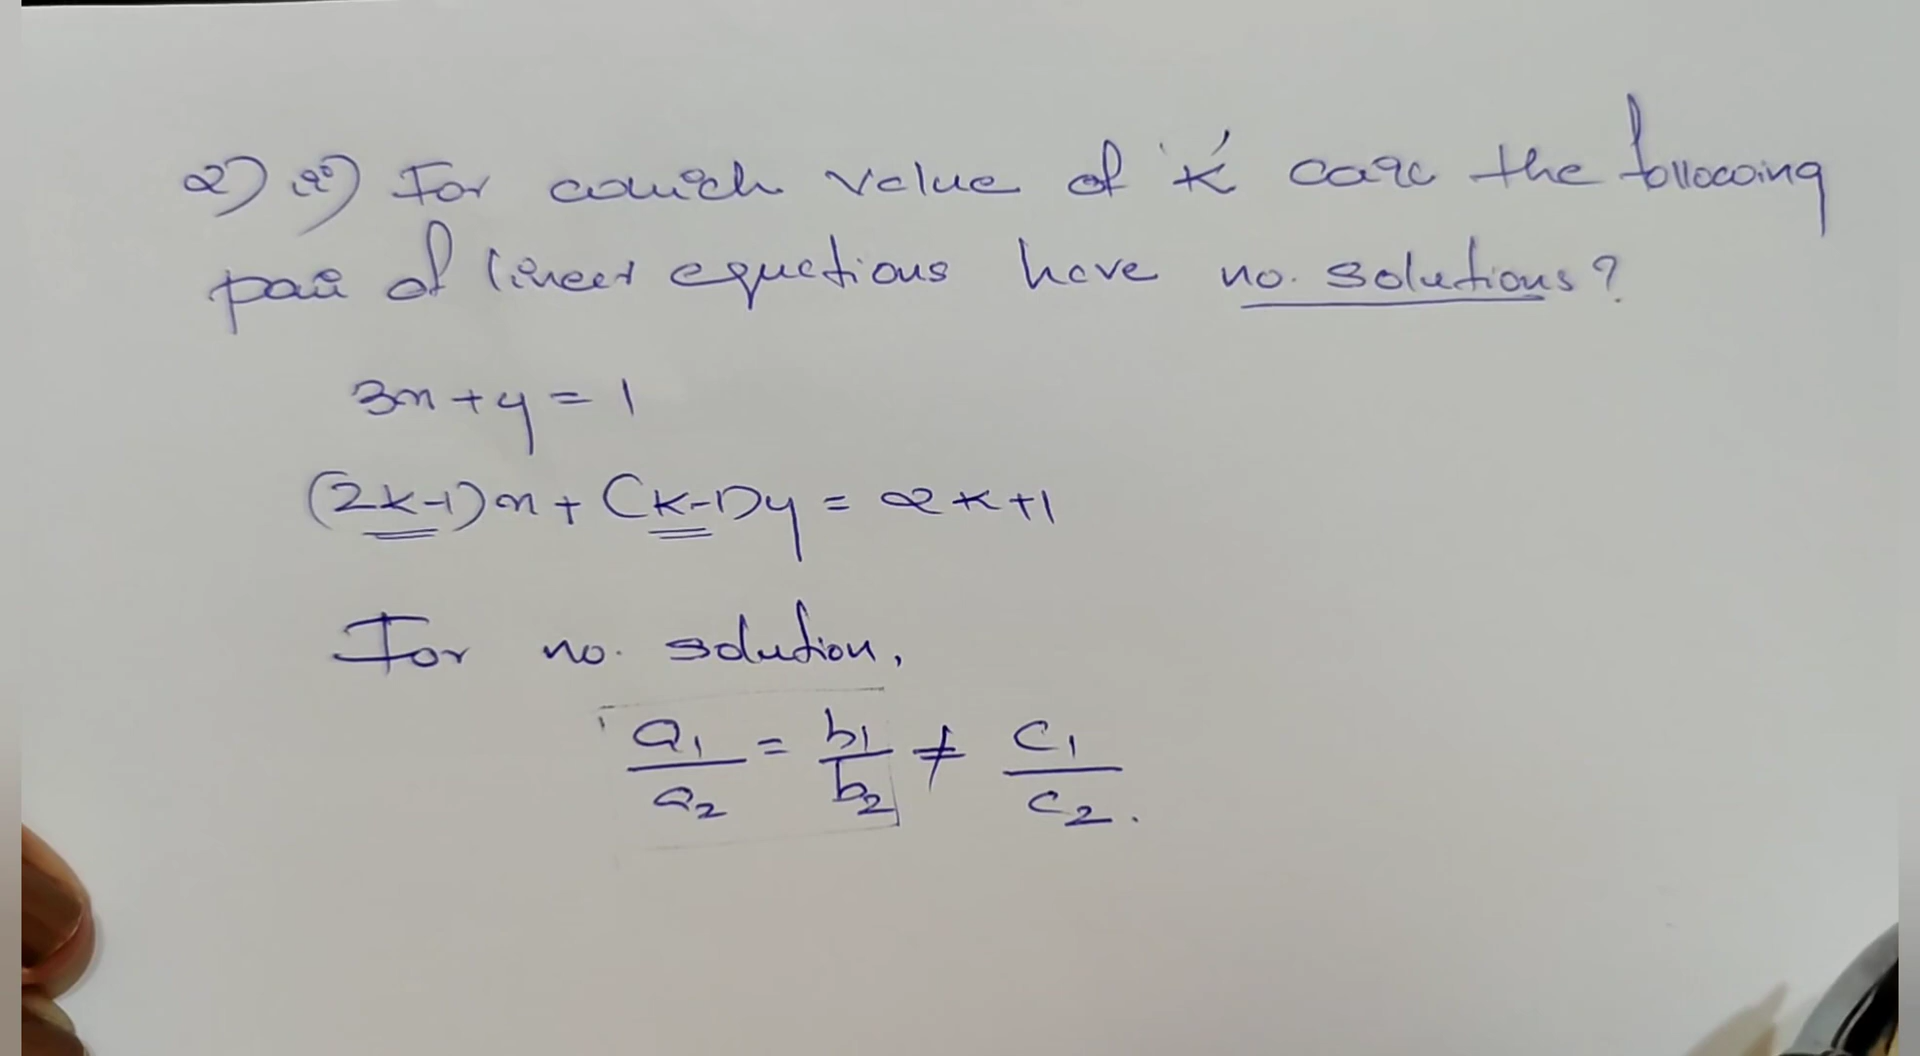 2) ii) For which value of 'K' care the following
pair of linear equations have no. solutions?
3x + y = 1
(2k-1)x + (k-1)y = 2k+1
For no. solution,
a₁/a₂ = b₁/b₂ ≠ c₁/c₂.